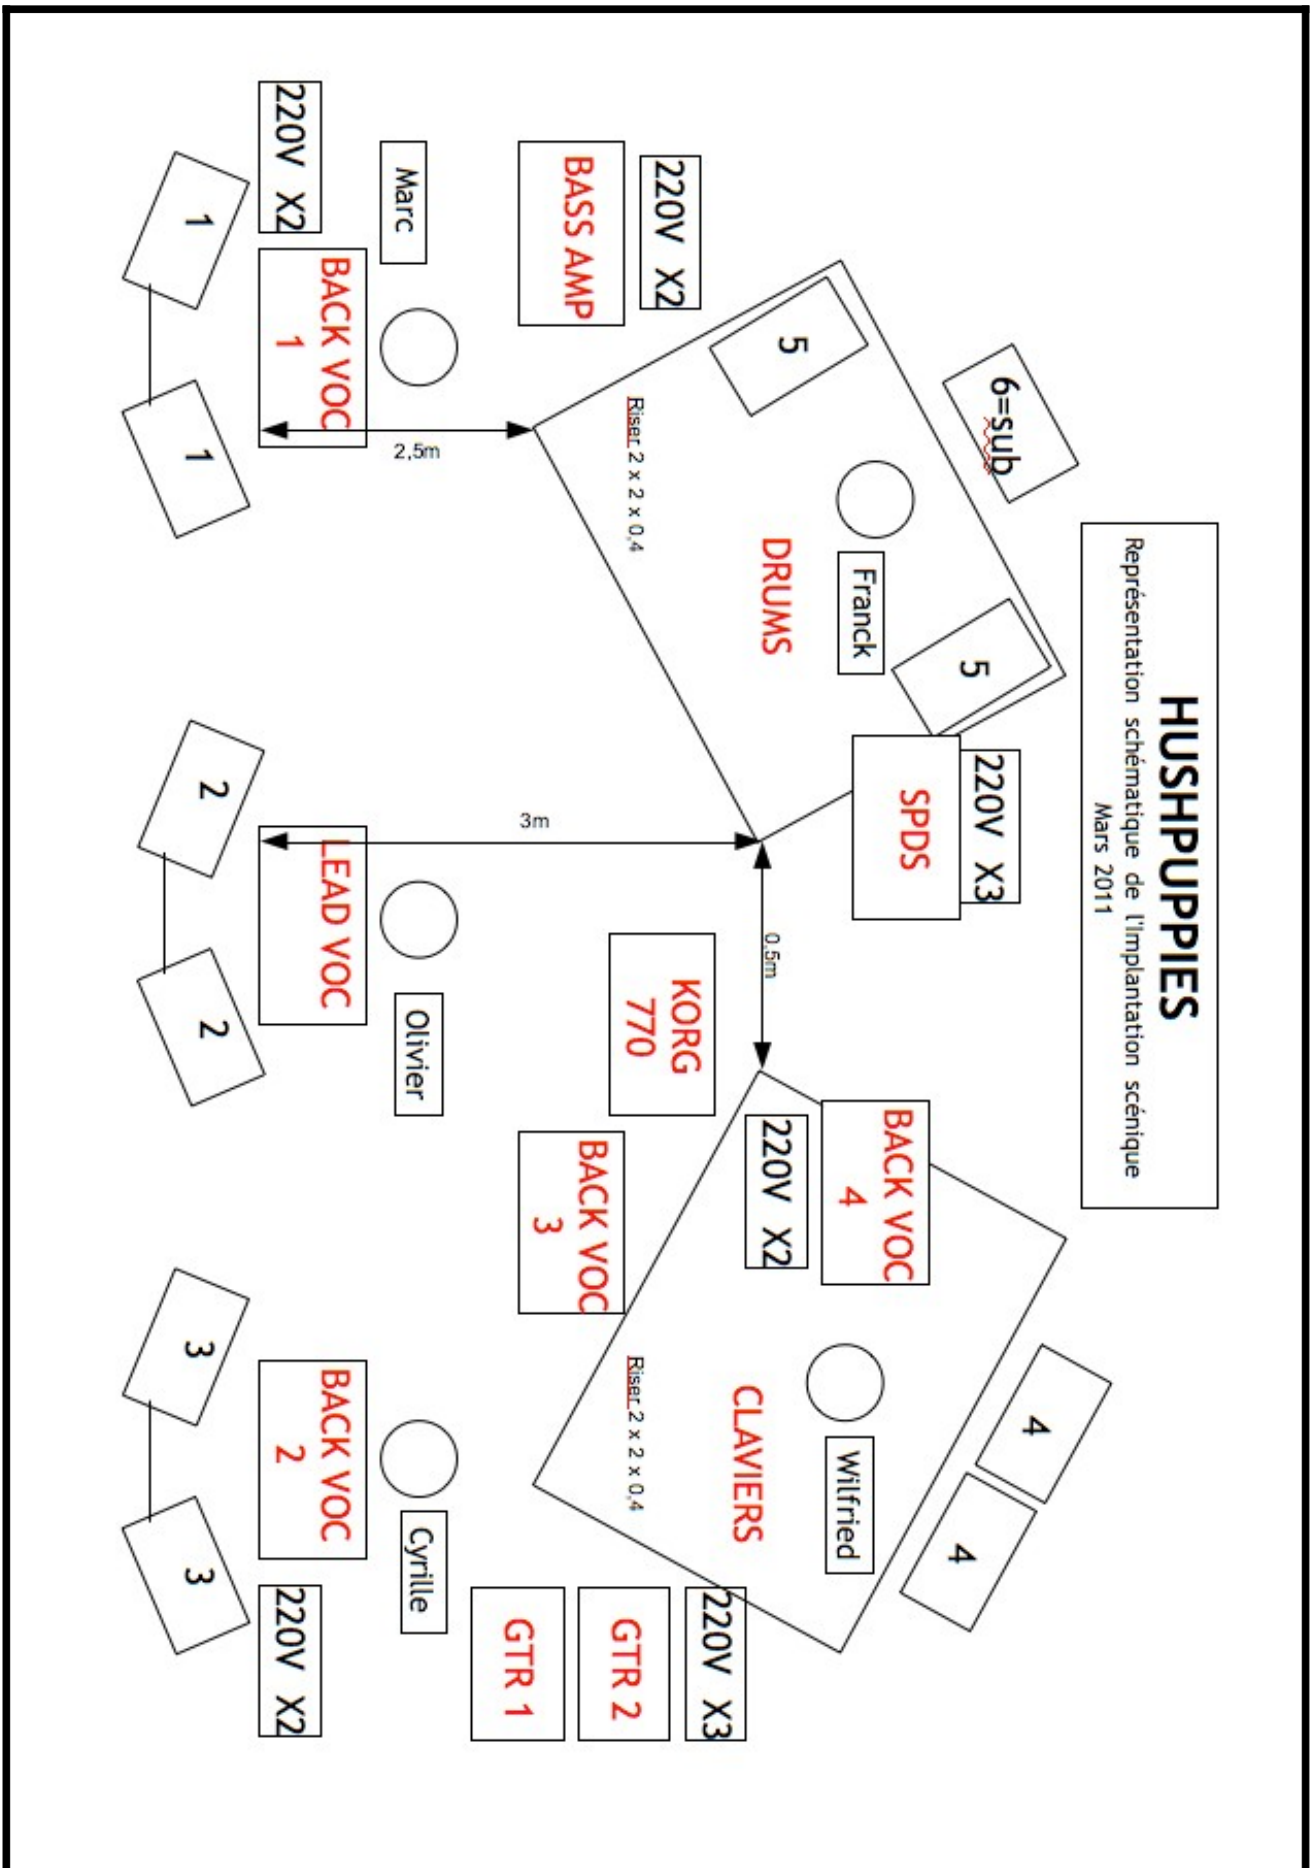 HUSHPUPPIES
Représentation schématique de l'Implantation scénique
Mars 2011
6=sub
220V X3
SPDS
5
5
Franck
DRUMS
Riser 2 x 2 x 0,4
220V X2
BASS AMP
0.5m
KORG
770
BACK VOC
4
220V X2
4
4
Wilfried
CLAVIERS
Riser 2 x 2 x 0,4
BACK VOC
3
220V X3
GTR 2
GTR 1
Marc
2,5m
3m
Olivier
Cyrille
220V X2
BACK VOC
1
LEAD VOC
BACK VOC
2
220V X2
1
1
2
2
3
3